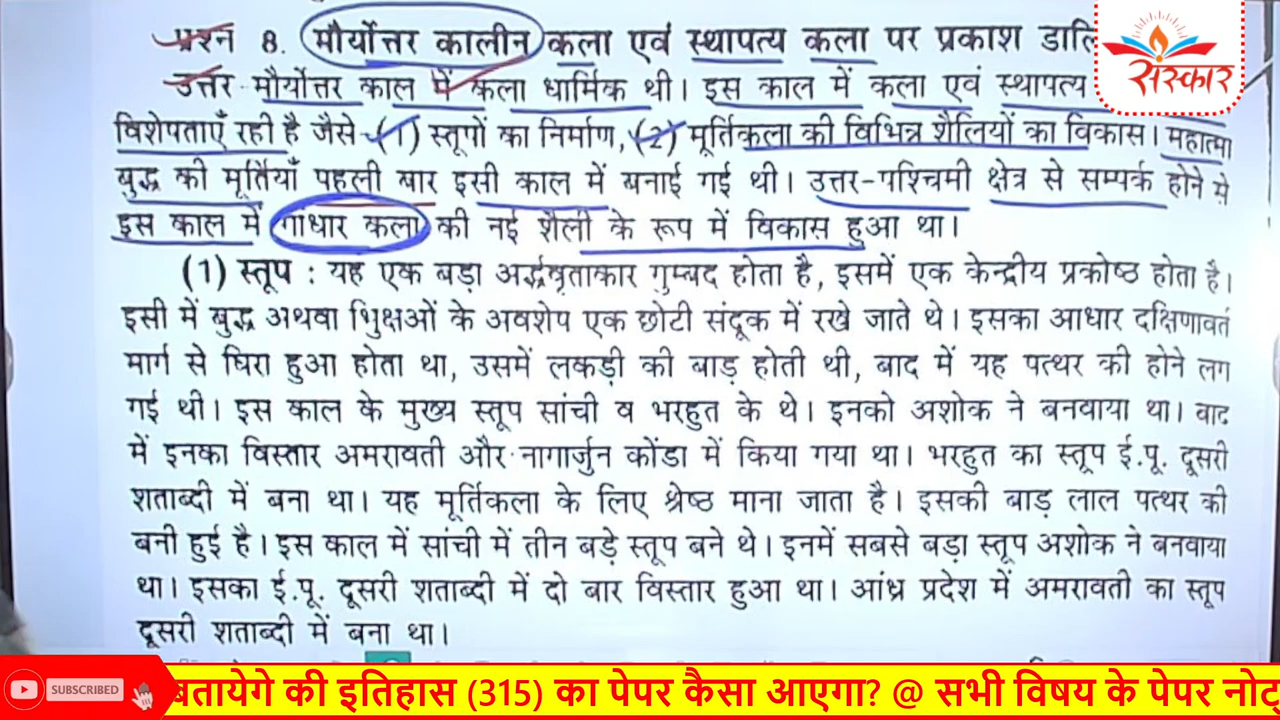 प्रश्न 8. मौर्योत्तर कालीन कला एवं स्थापत्य कला पर प्रकाश डालि
उत्तर मौर्योत्तर काल में कला धार्मिक थी। इस काल में कला एवं स्थापत्य
विशेषताएँ रही है जैसे-(1) स्तूपों का निर्माण, (2) मूर्तिकला की विभिन्न शैलियों का विकास। महात्मा
बुद्ध की मूर्तियाँ पहली बार इसी काल में बनाई गई थी। उत्तर-पश्चिमी क्षेत्र से सम्पर्क होने से
इस काल में गांधार कला की नई शैली के रूप में विकास हुआ था।
(1) स्तूप : यह एक बड़ा अर्द्धवृताकार गुम्बद होता है, इसमें एक केन्द्रीय प्रकोष्ठ होता है।
इसी में बुद्ध अथवा भिुक्षओं के अवशेष एक छोटी संदूक में रखे जाते थे। इसका आधार दक्षिणावर्त
मार्ग से घिरा हुआ होता था, उसमें लकड़ी की बाड़ होती थी, बाद में यह पत्थर की होने लग
गई थी। इस काल के मुख्य स्तूप सांची व भरहुत के थे। इनको अशोक ने बनवाया था। बाद
में इनका विस्तार अमरावती और नागार्जुन कोंडा में किया गया था। भरहुत का स्तूप ई.पू. दूसरी
शताब्दी में बना था। यह मूर्तिकला के लिए श्रेष्ठ माना जाता है। इसकी बाड़ लाल पत्थर की
बनी हुई है। इस काल में सांची में तीन बड़े स्तूप बने थे। इनमें सबसे बड़ा स्तूप अशोक ने बनवाया
था। इसका ई.पू. दूसरी शताब्दी में दो बार विस्तार हुआ था। आंध्र प्रदेश में अमरावती का स्तूप
दूसरी शताब्दी में बना था।
संस्कार
SUBSCRIBED
बतायेगे की इतिहास (315) का पेपर कैसा आएगा? @ सभी विषय के पेपर नोट्